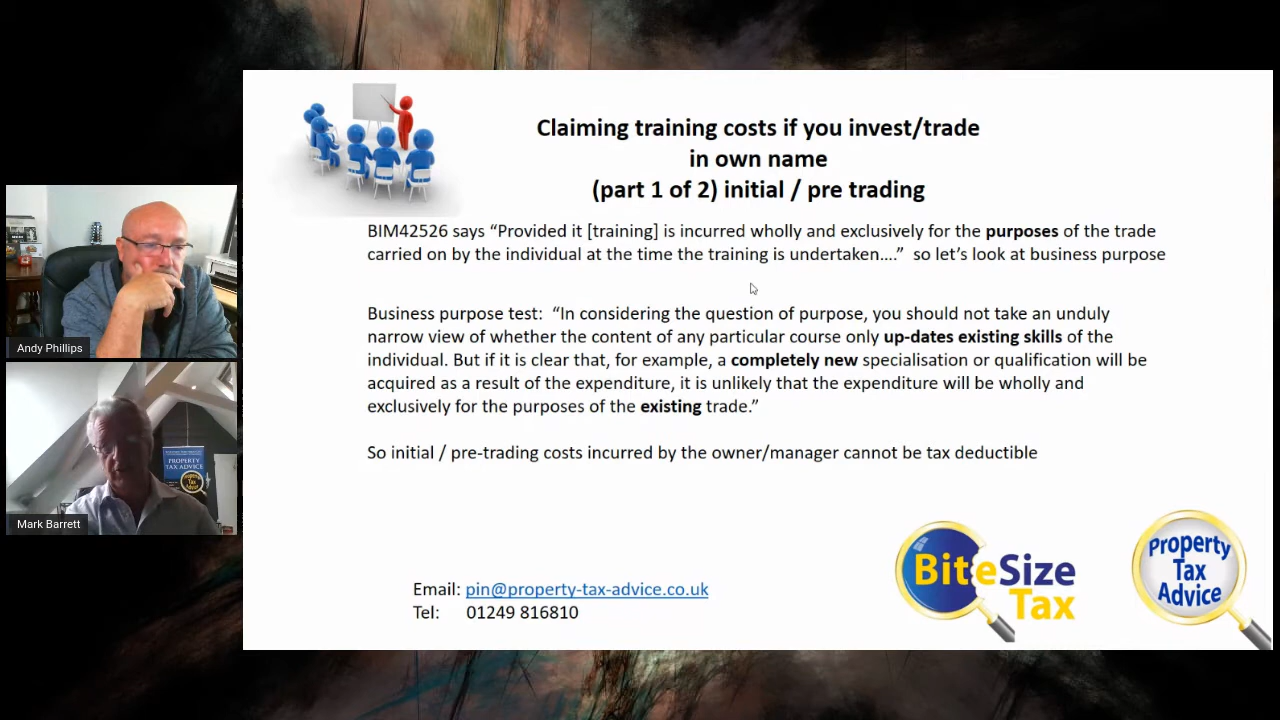 Claiming training costs if you invest/trade
in own name
(part 1 of 2) initial / pre trading
BIM42526 says “Provided it [training] is incurred wholly and exclusively for the purposes of the trade
carried on by the individual at the time the training is undertaken....”  so let’s look at business purpose
Business purpose test:  “In considering the question of purpose, you should not take an unduly
narrow view of whether the content of any particular course only up-dates existing skills of the
individual. But if it is clear that, for example, a completely new specialisation or qualification will be
acquired as a result of the expenditure, it is unlikely that the expenditure will be wholly and
exclusively for the purposes of the existing trade.”
So initial / pre-trading costs incurred by the owner/manager cannot be tax deductible
Andy Phillips
PROPERTY
TAX ADVICE
Property
Tax
Advice
Mark Barrett
Email: pin@property-tax-advice.co.uk
Tel: 01249 816810
BiteSize
Tax
Property
Tax
Advice